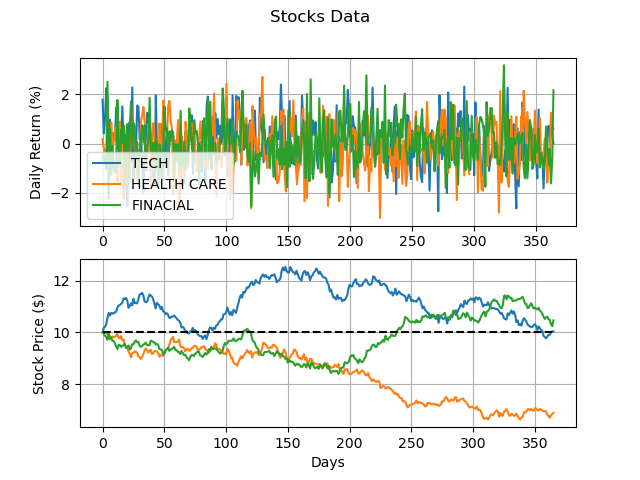 Stocks Data
Daily Return (%)
2
0
−2
TECH
HEALTH CARE
FINACIAL
0 50 100 150 200 250 300 350
Stock Price ($)
12
10
8
0 50 100 150 200 250 300 350
Days